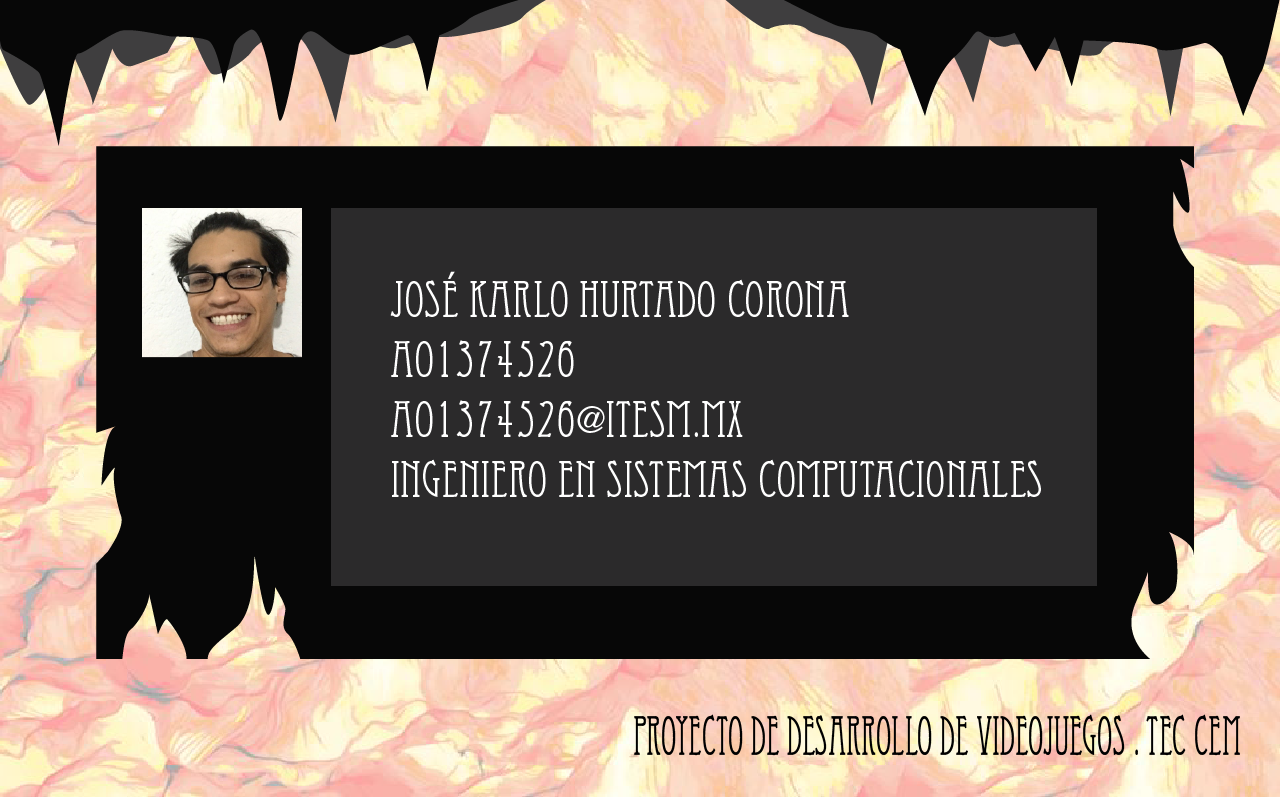 JOSÉ KARLO HURTADO CORONA
A01374526
A01374526@ITESM.MX
INGENIERO EN SISTEMAS COMPUTACIONALES
PROYECTO DE DESARROLLO DE VIDEOJUEGOS . TEC CEM